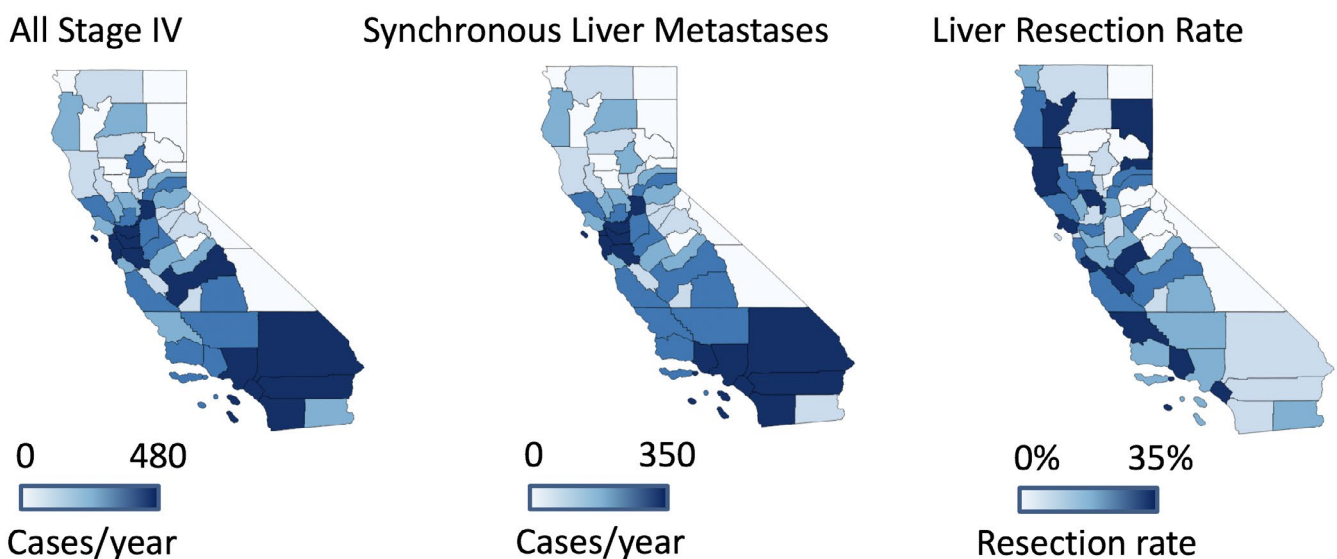 All Stage IV
Synchronous Liver Metastases
Liver Resection Rate
0 480
Cases/year
0 350
Cases/year
0% 35%
Resection rate